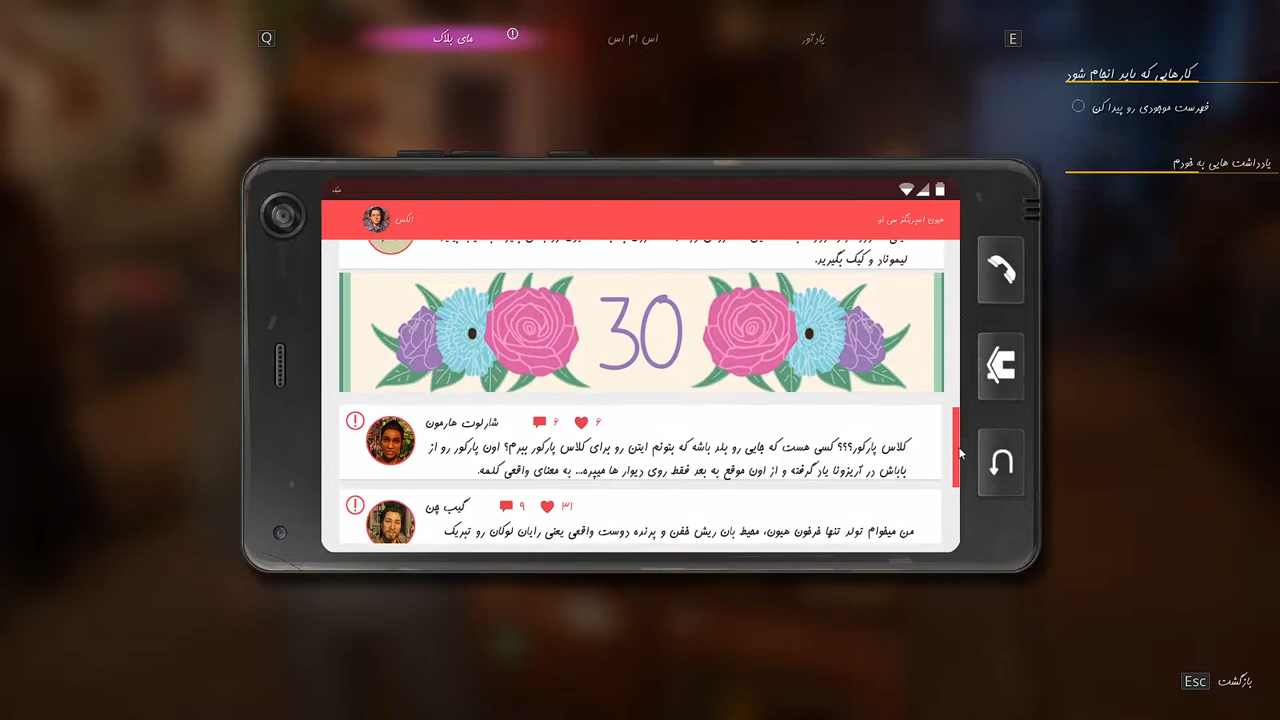 Q
مای بلاک
اس ام اس
یادآور
E
کارهایی که باید انجام شود
فهرست موجودی رو پیدا کن
یادداشت هایی به خودم
الکس
هیون اسپرینگز سی او.
لیموناد و کیک بگیرید.
30
شارلوت هارمون
۶ ۶
کلاس پارکور؟؟؟ کسی هست که جایی رو بلد باشه که بتونم ایتن رو برای کلاس پارکور ببرم؟ اون پارکور رو از
باباش در آریزونا یاد گرفته و از اون موقع به بعد فقط روی دیوار ها میپره... به معنای واقعی کلمه.
گیب چن
۹ ۳۱
من میخوام تولد تنها خرخون هیون، محیط بان ریش خفن و پرنده دوست واقعی یعنی رایان لوکان رو تبریک
Esc بازگشت